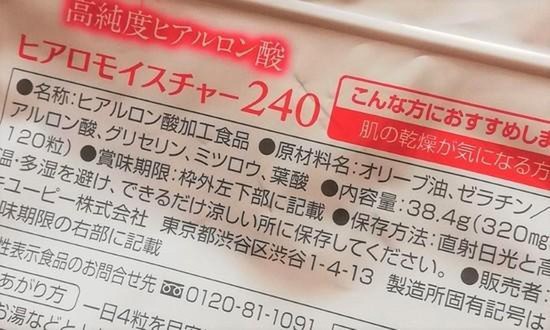 高純度ヒアルロン酸
ヒアロモイスチャー240
こんな方におすすめしま
肌の乾燥が気になる方
●名称:ヒアルロン酸加工食品 ●原材料名:オリーブ油、ゼラチン/
アルロン酸、グリセリン、ミツロウ、葉酸 ●内容量:38.4g(320mg
120粒) ●賞味期限:枠外左下部に記載 ●保存方法:直射日光と高
温・多湿を避け、できるだけ涼しい所に保存してください。 ●販売者:
キユーピー株式会社 東京都渋谷区渋谷1-4-13 製造所固有記号は
味期限の右部に記載
性表示食品のお問合せ先 0120-81-1091
あがり方 一日4粒を目安
お湯などと